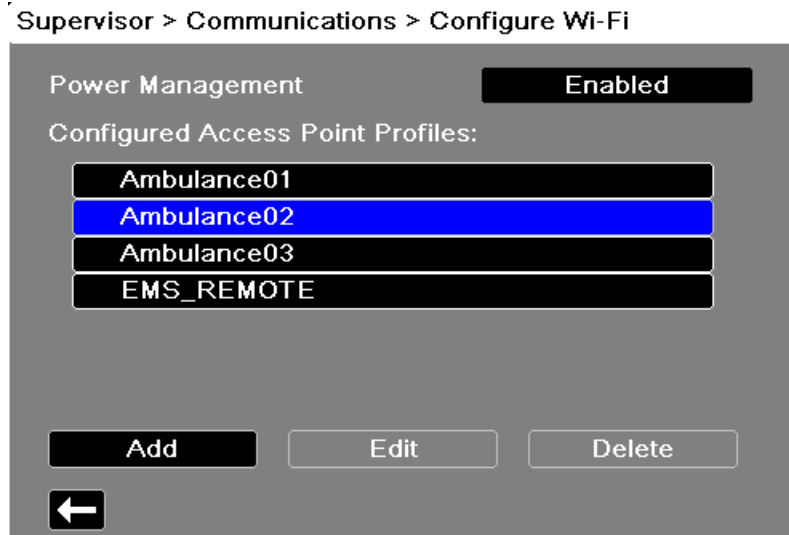 Supervisor > Communications > Configure Wi-Fi
Power Management Enabled
Configured Access Point Profiles:
Ambulance01
Ambulance02
Ambulance03
EMS_REMOTE
Add Edit Delete